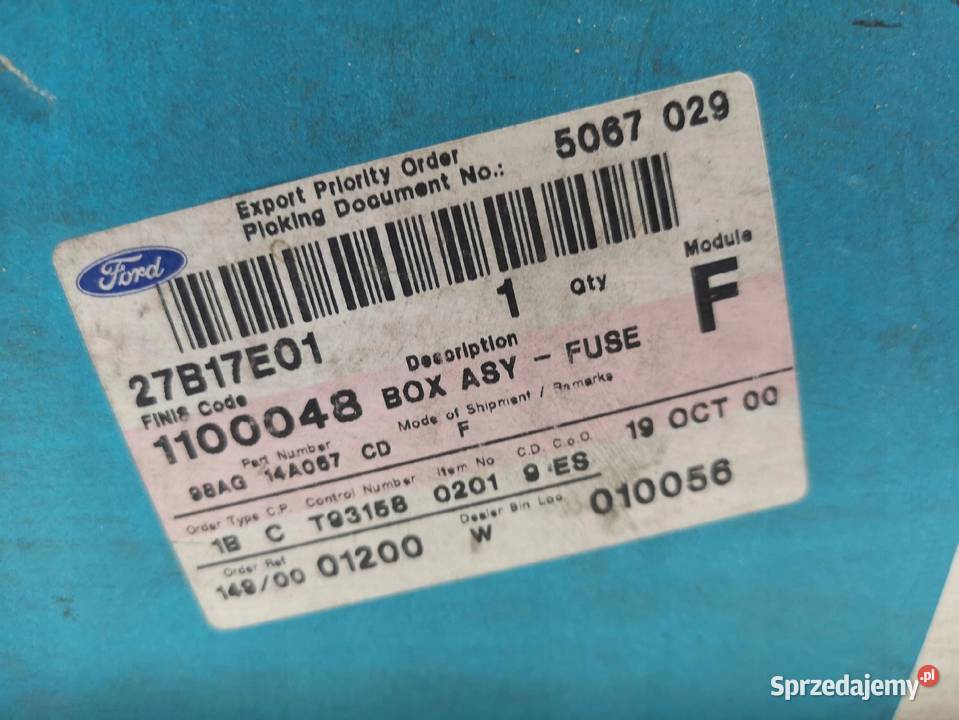 Export Priority Order
Picking Document No.: 5067 029
Ford
27B17E01 1 Qty Module F
FINIS Code Description
1100048 BOX ASY - FUSE
Part Number Mode of Shipment / Remarks
98AG 14A067 CD F
Order Type C.P. Control Number Item No C.D. C.o.O. 19 OCT 00
1B C T93158 0201 9 ES
Order Ref Dealer Bin Loc. 010056
149/00 01200 W
Sprzedajemy.pl